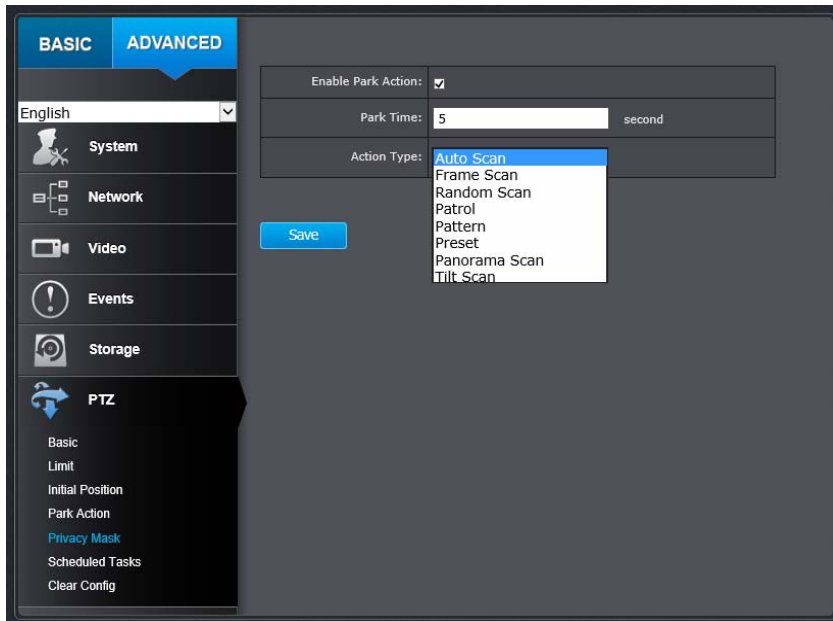 BASIC
ADVANCED
English
System
Network
Video
Events
Storage
PTZ
Basic
Limit
Initial Position
Park Action
Privacy Mask
Scheduled Tasks
Clear Config
Enable Park Action:
Park Time: 5 second
Action Type: Auto Scan
Frame Scan
Random Scan
Patrol
Pattern
Preset
Panorama Scan
Tilt Scan
Save